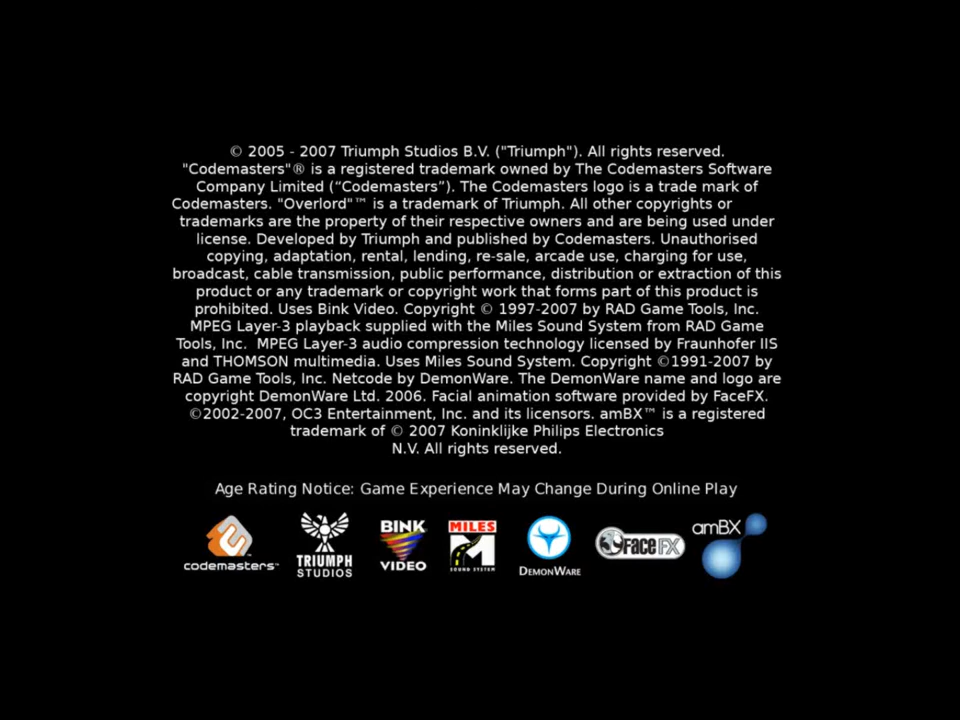 © 2005 - 2007 Triumph Studios B.V. ("Triumph"). All rights reserved.
"Codemasters"® is a registered trademark owned by The Codemasters Software
Company Limited (“Codemasters”). The Codemasters logo is a trade mark of
Codemasters. "Overlord"™ is a trademark of Triumph. All other copyrights or
trademarks are the property of their respective owners and are being used under
license. Developed by Triumph and published by Codemasters. Unauthorised
copying, adaptation, rental, lending, re-sale, arcade use, charging for use,
broadcast, cable transmission, public performance, distribution or extraction of this
product or any trademark or copyright work that forms part of this product is
prohibited. Uses Bink Video. Copyright © 1997-2007 by RAD Game Tools, Inc.
MPEG Layer-3 playback supplied with the Miles Sound System from RAD Game
Tools, Inc.  MPEG Layer-3 audio compression technology licensed by Fraunhofer IIS
and THOMSON multimedia. Uses Miles Sound System. Copyright ©1991-2007 by
RAD Game Tools, Inc. Netcode by DemonWare. The DemonWare name and logo are
copyright DemonWare Ltd. 2006. Facial animation software provided by FaceFX.
©2002-2007, OC3 Entertainment, Inc. and its licensors. amBX™ is a registered
trademark of © 2007 Koninklijke Philips Electronics
N.V. All rights reserved.
Age Rating Notice: Game Experience May Change During Online Play
codemasters™
TRIUMPH
STUDIOS
BINK
VIDEO
MILES
SOUND SYSTEM
DEMONWARE
FACEFX
amBX